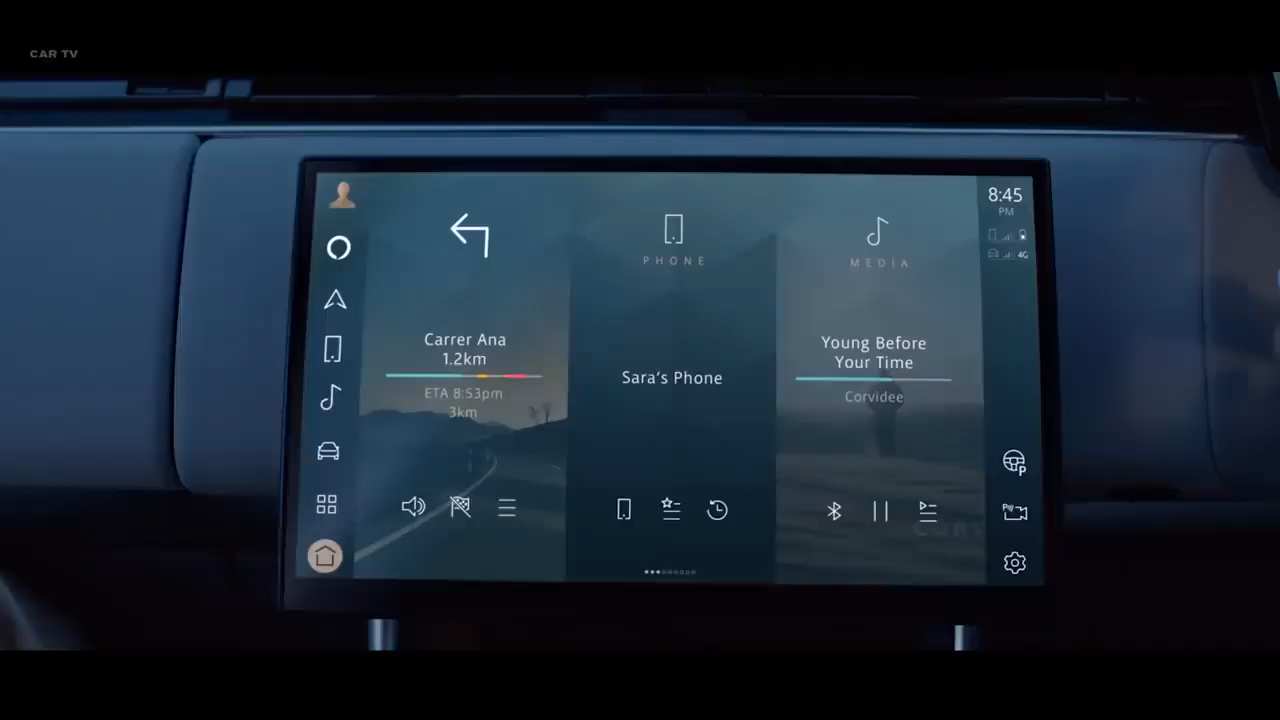 CAR TV
8:45
PM
4G
PHONE
MEDIA
Carrer Ana
1.2km
ETA 8:53pm
3km
Sara's Phone
Young Before
Your Time
Corvidee
P